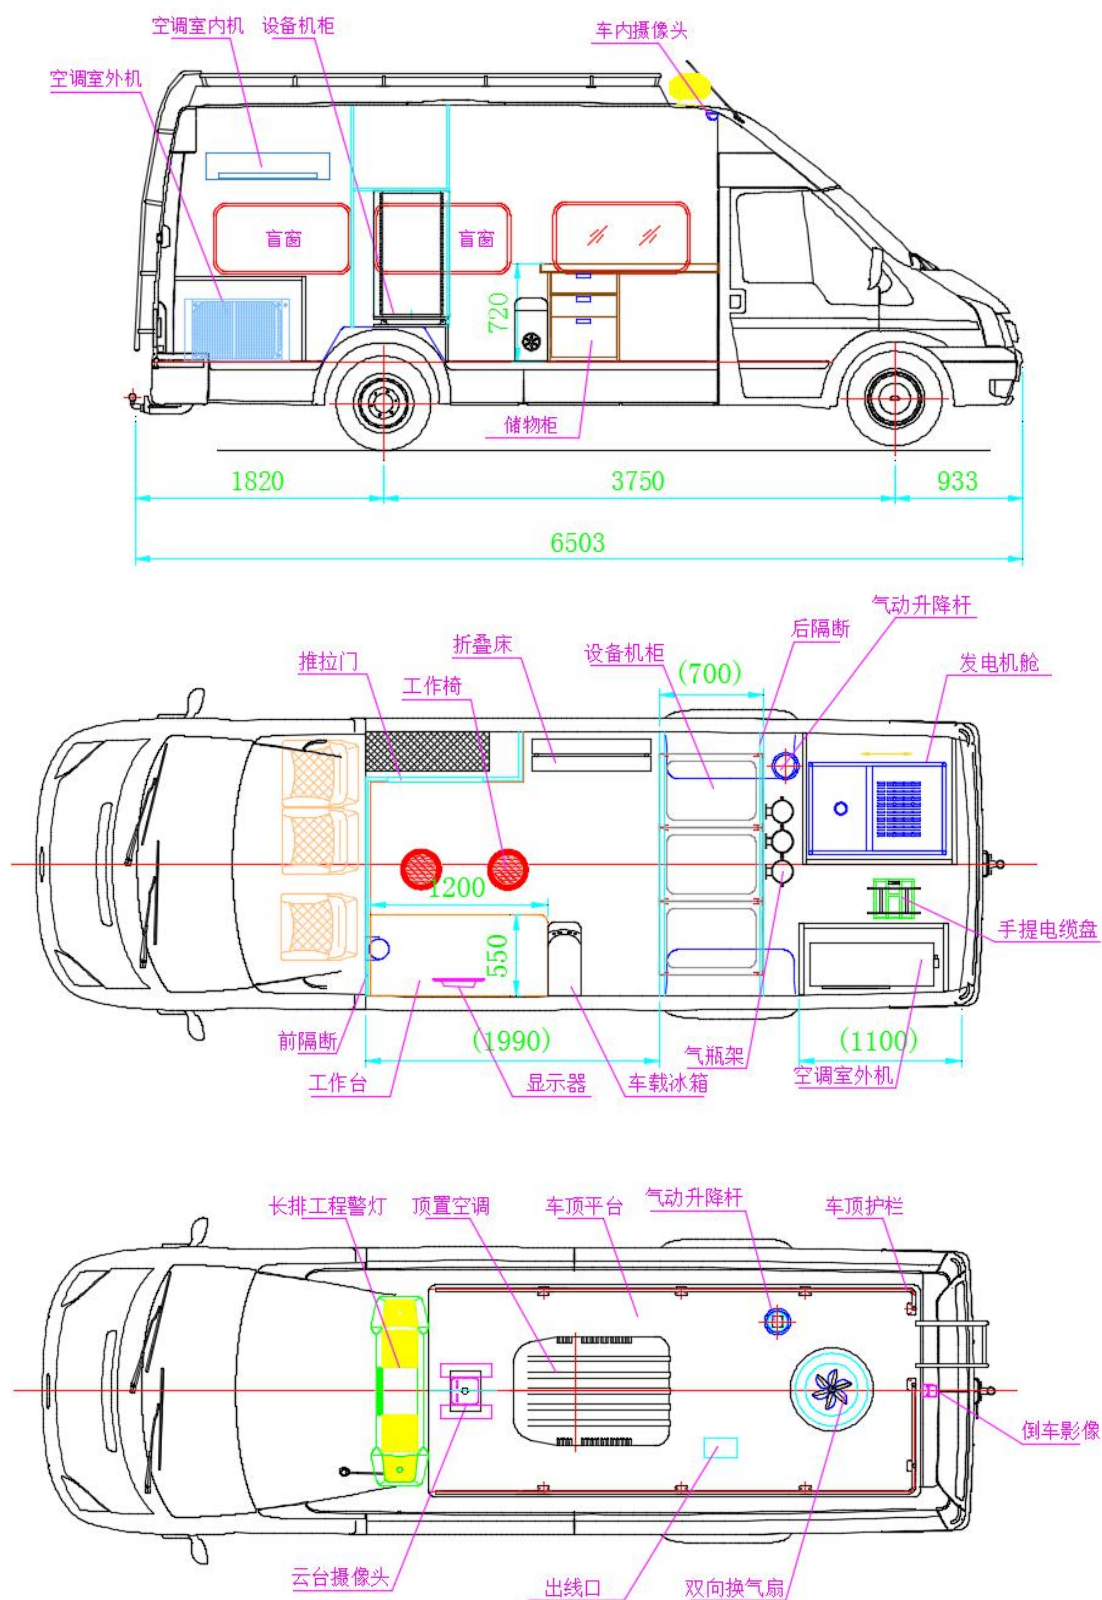 空调室内机
设备机柜
车内摄像头
空调室外机
盲窗
盲窗
720
储物柜
1820
3750
933
6503
气动升降杆
后隔断
折叠床
设备机柜
推拉门
工作椅
(700)
发电机舱
1200
550
手提电缆盘
前隔断
(1990)
气瓶架
(1100)
工作台
显示器
车载冰箱
空调室外机
长排工程警灯
顶置空调
车顶平台
气动升降杆
车顶护栏
倒车影像
云台摄像头
出线口
双向换气扇